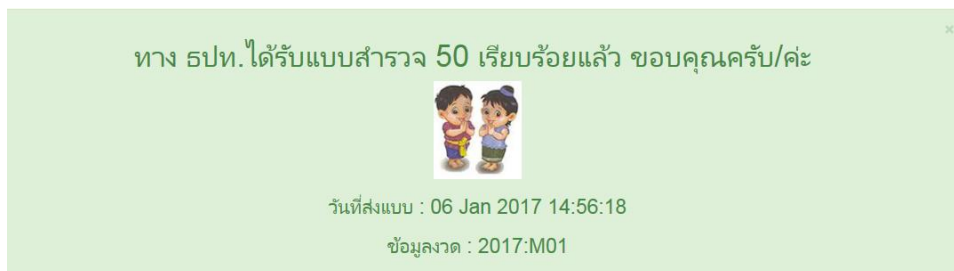 ทาง ธปท.ได้รับแบบสำรวจ 50 เรียบร้อยแล้ว ขอบคุณครับ/ค่ะ
วันที่ส่งแบบ : 06 Jan 2017 14:56:18
ข้อมูลงวด : 2017:M01